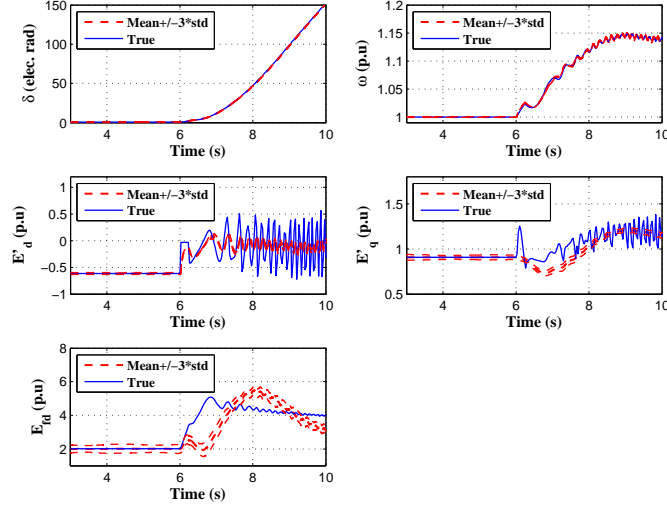 δ (elec. rad)
150
100
50
0
Mean+/−3*std
True
4
6
8
10
Time (s)
ω (p.u)
1.2
1.15
1.1
1.05
1
Mean+/−3*std
True
4
6
8
10
Time (s)
E'd (p.u)
1
0.5
0
−0.5
−1
Mean+/−3*std
True
4
6
8
10
Time (s)
E'q (p.u)
1.8
1.4
1
0.5
Mean+/−3*std
True
4
6
8
10
Time (s)
Efd (p.u)
8
6
4
2
Mean+/−3*std
True
4
6
8
10
Time (s)